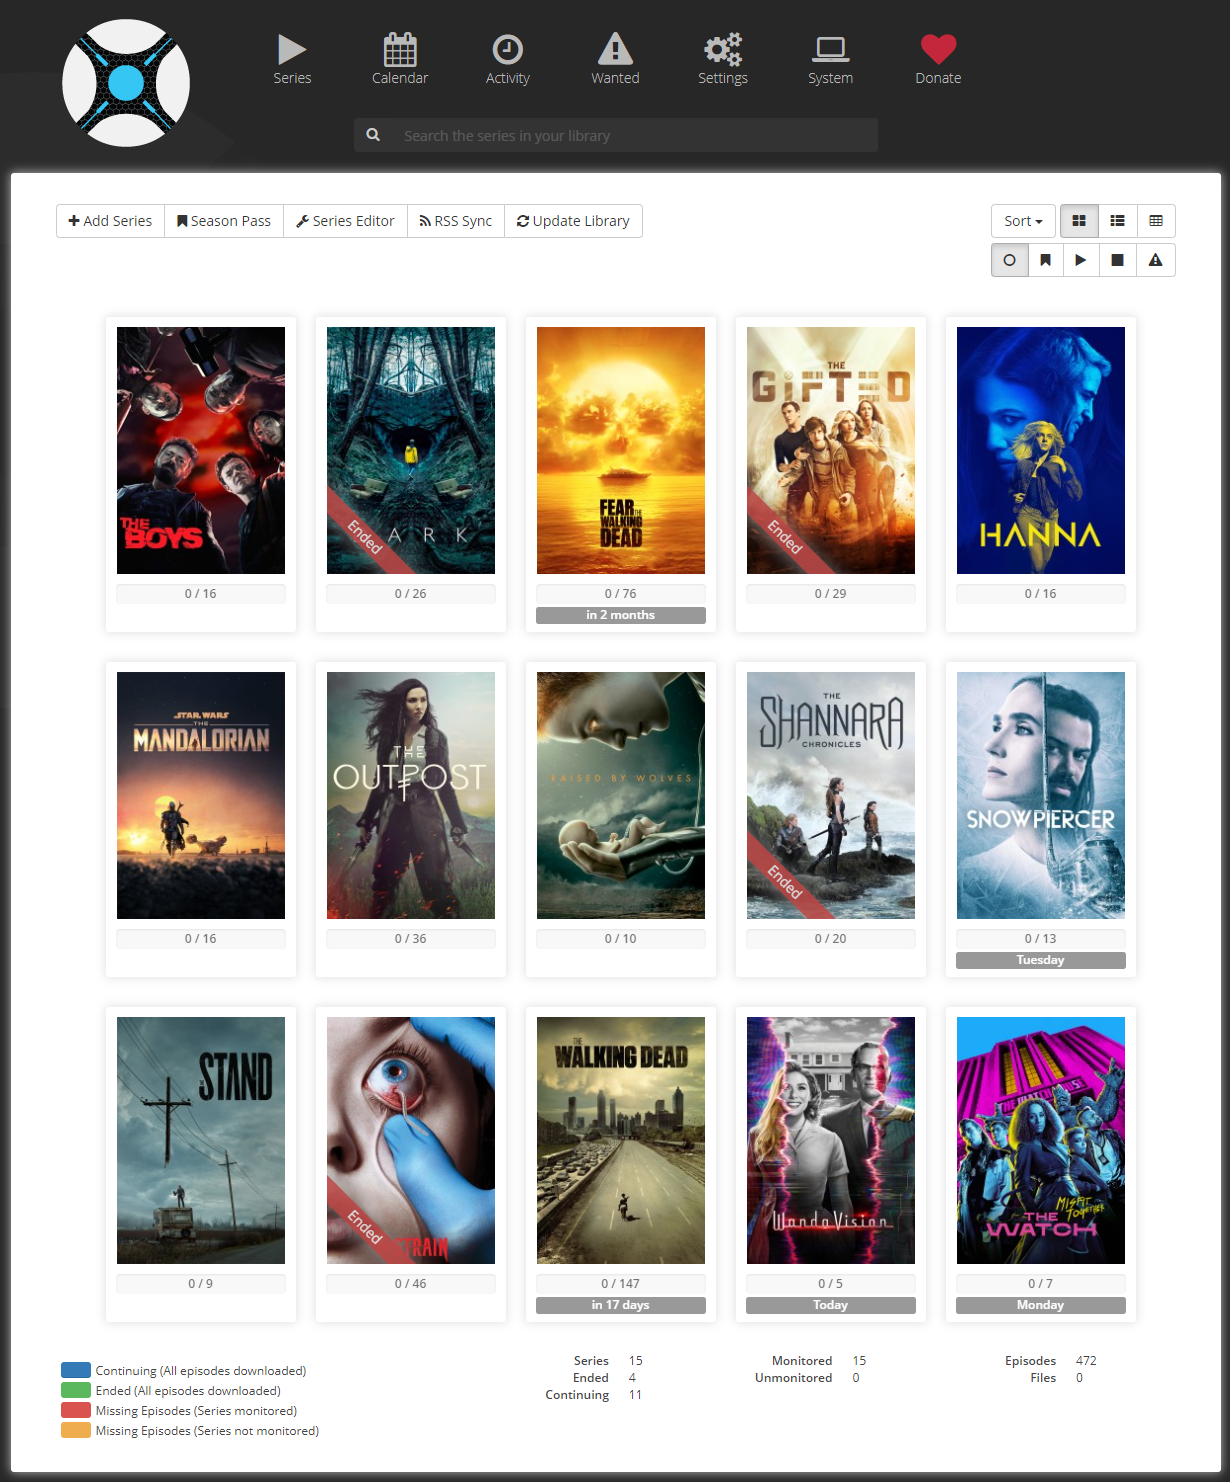 Series
Calendar
Activity
Wanted
Settings
System
Donate
Search the series in your library
Add Series
Season Pass
Series Editor
RSS Sync
Update Library
Sort
THE
BOYS
0 / 16
ARK
Ended
0 / 26
FEAR THE
WALKING
DEAD
0 / 76
in 2 months
THE
GIFTED
Ended
0 / 29
HANNA
0 / 16
STAR WARS
THE
MANDALORIAN
0 / 16
THE
OUTPOST
0 / 36
RAISED BY WOLVES
0 / 10
THE
SHANNARA
CHRONICLES
Ended
0 / 20
SNOWPIERCER
0 / 13
Tuesday
THE
STAND
0 / 9
Ended
TRAIN
0 / 46
THE
WALKING DEAD
0 / 147
in 17 days
WandaVision
0 / 5
Today
MISFIT
TOGETHER
THE
WATCH
0 / 7
Monday
Continuing (All episodes downloaded)
Ended (All episodes downloaded)
Missing Episodes (Series monitored)
Missing Episodes (Series not monitored)
Series 15
Ended 4
Continuing 11
Monitored 15
Unmonitored 0
Episodes 472
Files 0